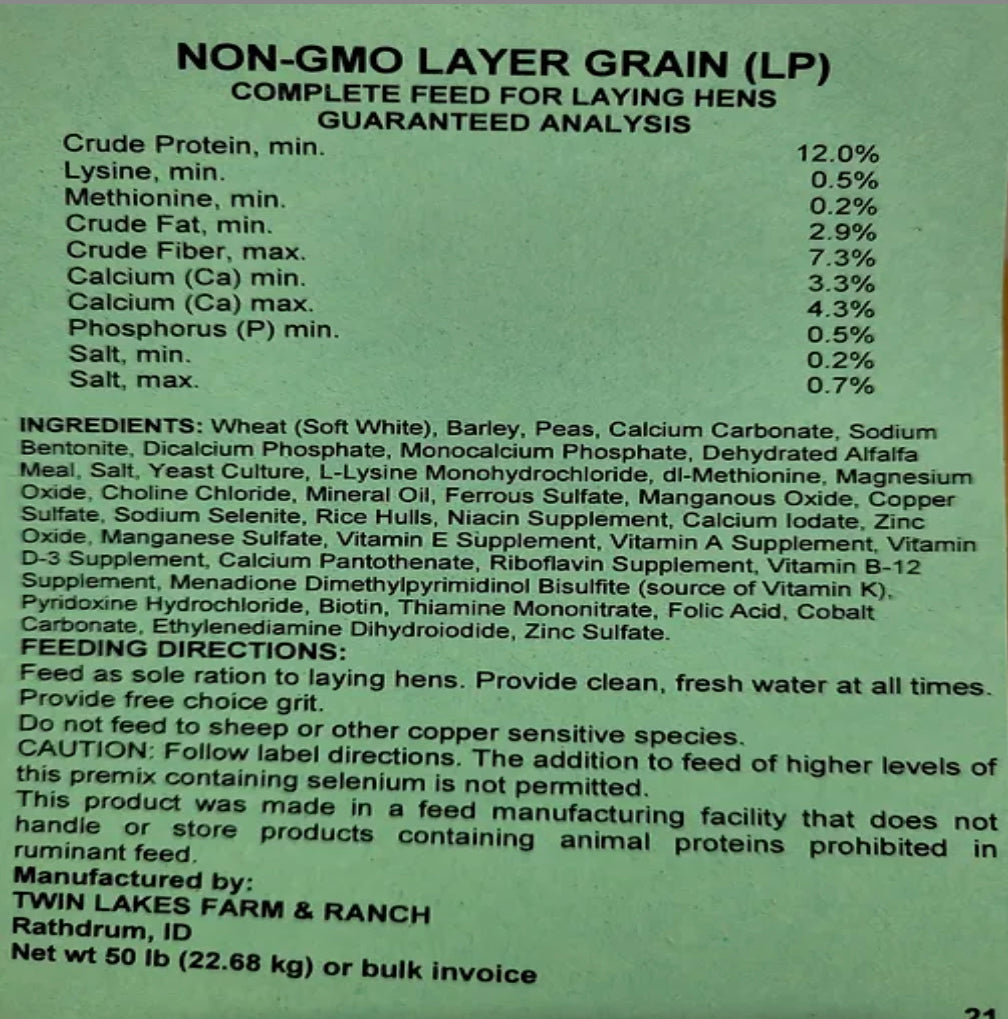 NON-GMO LAYER GRAIN (LP)
COMPLETE FEED FOR LAYING HENS
GUARANTEED ANALYSIS
Crude Protein, min. 12.0%
Lysine, min. 0.5%
Methionine, min. 0.2%
Crude Fat, min. 2.9%
Crude Fiber, max. 7.3%
Calcium (Ca) min. 3.3%
Calcium (Ca) max. 4.3%
Phosphorus (P) min. 0.5%
Salt, min. 0.2%
Salt, max. 0.7%
INGREDIENTS: Wheat (Soft White), Barley, Peas, Calcium Carbonate, Sodium
Bentonite, Dicalcium Phosphate, Monocalcium Phosphate, Dehydrated Alfalfa
Meal, Salt, Yeast Culture, L-Lysine Monohydrochloride, dl-Methionine, Magnesium
Oxide, Choline Chloride, Mineral Oil, Ferrous Sulfate, Manganous Oxide, Copper
Sulfate, Sodium Selenite, Rice Hulls, Niacin Supplement, Calcium Iodate, Zinc
Oxide, Manganese Sulfate, Vitamin E Supplement, Vitamin A Supplement, Vitamin
D-3 Supplement, Calcium Pantothenate, Riboflavin Supplement, Vitamin B-12
Supplement, Menadione Dimethylpyrimidinol Bisulfite (source of Vitamin K),
Pyridoxine Hydrochloride, Biotin, Thiamine Mononitrate, Folic Acid, Cobalt
Carbonate, Ethylenediamine Dihydroiodide, Zinc Sulfate.
FEEDING DIRECTIONS:
Feed as sole ration to laying hens. Provide clean, fresh water at all times.
Provide free choice grit.
Do not feed to sheep or other copper sensitive species.
CAUTION: Follow label directions. The addition to feed of higher levels of
this premix containing selenium is not permitted.
This product was made in a feed manufacturing facility that does not
handle or store products containing animal proteins prohibited in
ruminant feed.
Manufactured by:
TWIN LAKES FARM & RANCH
Rathdrum, ID
Net wt 50 lb (22.68 kg) or bulk invoice
21